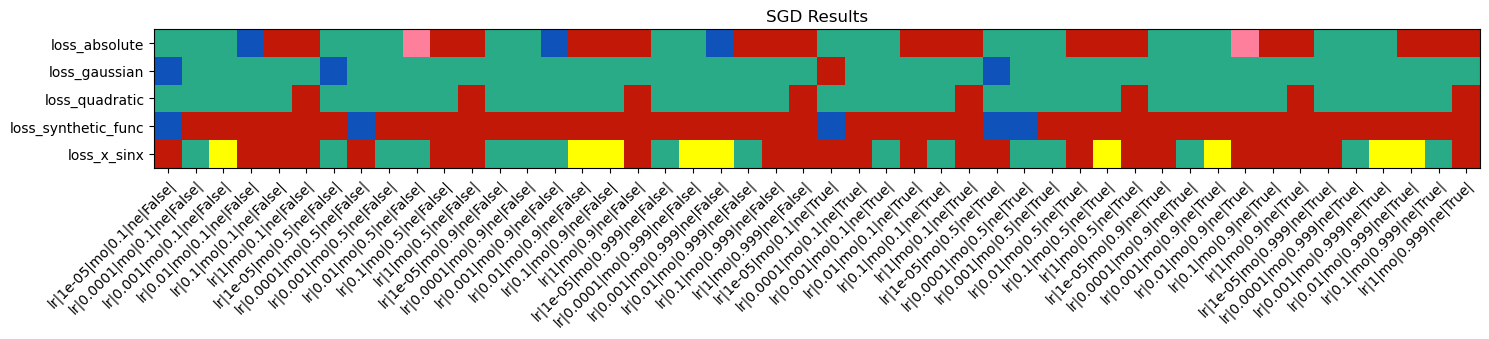 SGD Results
loss_absolute
loss_gaussian
loss_quadratic
loss_synthetic_func
loss_x_sinx
lr|1e-05|mo|0.1|ne|False|
lr|0.0001|mo|0.1|ne|False|
lr|0.001|mo|0.1|ne|False|
lr|0.01|mo|0.1|ne|False|
lr|0.1|mo|0.1|ne|False|
lr|1|mo|0.1|ne|False|
lr|1e-05|mo|0.5|ne|False|
lr|0.0001|mo|0.5|ne|False|
lr|0.001|mo|0.5|ne|False|
lr|0.01|mo|0.5|ne|False|
lr|0.1|mo|0.5|ne|False|
lr|1|mo|0.5|ne|False|
lr|1e-05|mo|0.9|ne|False|
lr|0.0001|mo|0.9|ne|False|
lr|0.001|mo|0.9|ne|False|
lr|0.01|mo|0.9|ne|False|
lr|0.1|mo|0.9|ne|False|
lr|1|mo|0.9|ne|False|
lr|1e-05|mo|0.999|ne|False|
lr|0.0001|mo|0.999|ne|False|
lr|0.001|mo|0.999|ne|False|
lr|0.01|mo|0.999|ne|False|
lr|0.1|mo|0.999|ne|False|
lr|1|mo|0.999|ne|False|
lr|1e-05|mo|0.1|ne|True|
lr|0.0001|mo|0.1|ne|True|
lr|0.001|mo|0.1|ne|True|
lr|0.01|mo|0.1|ne|True|
lr|0.1|mo|0.1|ne|True|
lr|1|mo|0.1|ne|True|
lr|1e-05|mo|0.5|ne|True|
lr|0.0001|mo|0.5|ne|True|
lr|0.001|mo|0.5|ne|True|
lr|0.01|mo|0.5|ne|True|
lr|0.1|mo|0.5|ne|True|
lr|1|mo|0.5|ne|True|
lr|1e-05|mo|0.9|ne|True|
lr|0.0001|mo|0.9|ne|True|
lr|0.001|mo|0.9|ne|True|
lr|0.01|mo|0.9|ne|True|
lr|0.1|mo|0.9|ne|True|
lr|1|mo|0.9|ne|True|
lr|1e-05|mo|0.999|ne|True|
lr|0.0001|mo|0.999|ne|True|
lr|0.001|mo|0.999|ne|True|
lr|0.01|mo|0.999|ne|True|
lr|0.1|mo|0.999|ne|True|
lr|1|mo|0.999|ne|True|